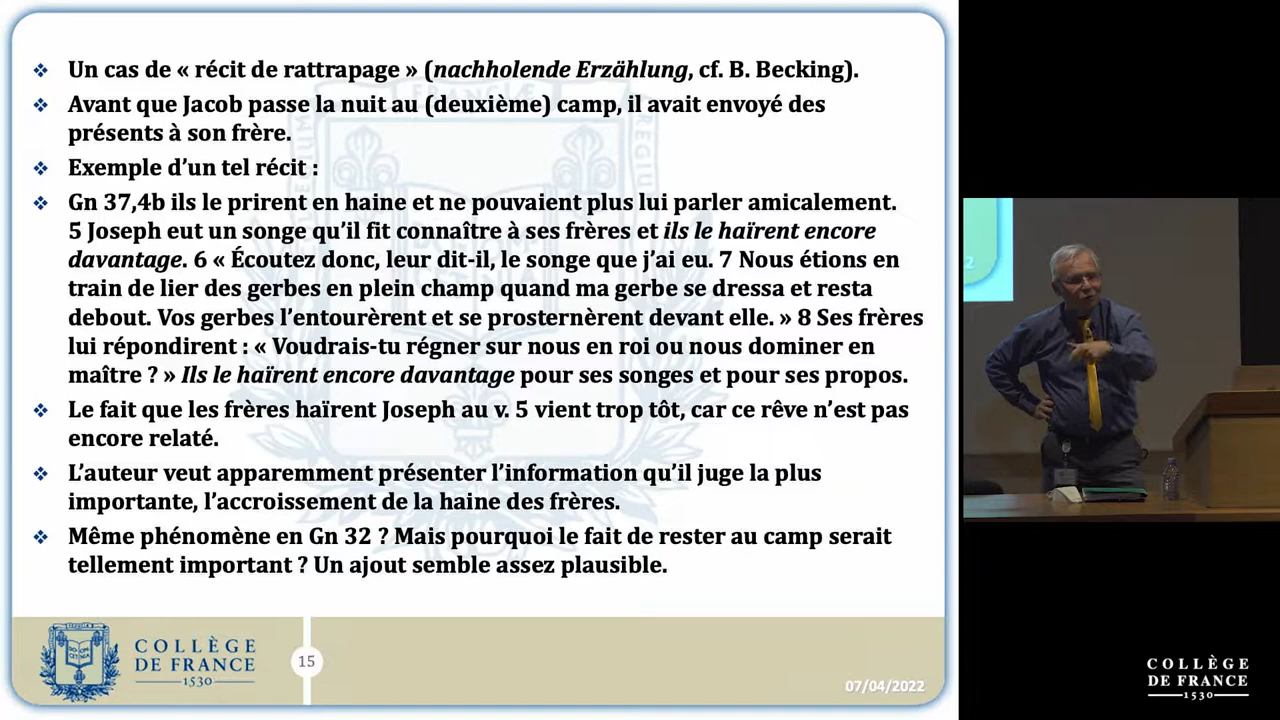 ❖ Un cas de « récit de rattrapage » (nachholende Erzählung, cf. B. Becking).
❖ Avant que Jacob passe la nuit au (deuxième) camp, il avait envoyé des
présents à son frère.
❖ Exemple d’un tel récit :
❖ Gn 37,4b ils le prirent en haine et ne pouvaient plus lui parler amicalement.
5 Joseph eut un songe qu’il fit connaître à ses frères et ils le haïrent encore
davantage. 6 « Écoutez donc, leur dit-il, le songe que j’ai eu. 7 Nous étions en
train de lier des gerbes en plein champ quand ma gerbe se dressa et resta
debout. Vos gerbes l’entourèrent et se prosternèrent devant elle. » 8 Ses frères
lui répondirent : « Voudrais-tu régner sur nous en roi ou nous dominer en
maître ? » Ils le haïrent encore davantage pour ses songes et pour ses propos.
❖ Le fait que les frères haïrent Joseph au v. 5 vient trop tôt, car ce rêve n’est pas
encore relaté.
❖ L’auteur veut apparemment présenter l’information qu’il juge la plus
importante, l’accroissement de la haine des frères.
❖ Même phénomène en Gn 32 ? Mais pourquoi le fait de rester au camp serait
tellement important ? Un ajout semble assez plausible.
COLLÈGE
DE FRANCE
1530
15
07/04/2022
2
COLLÈGE
DE FRANCE
1530